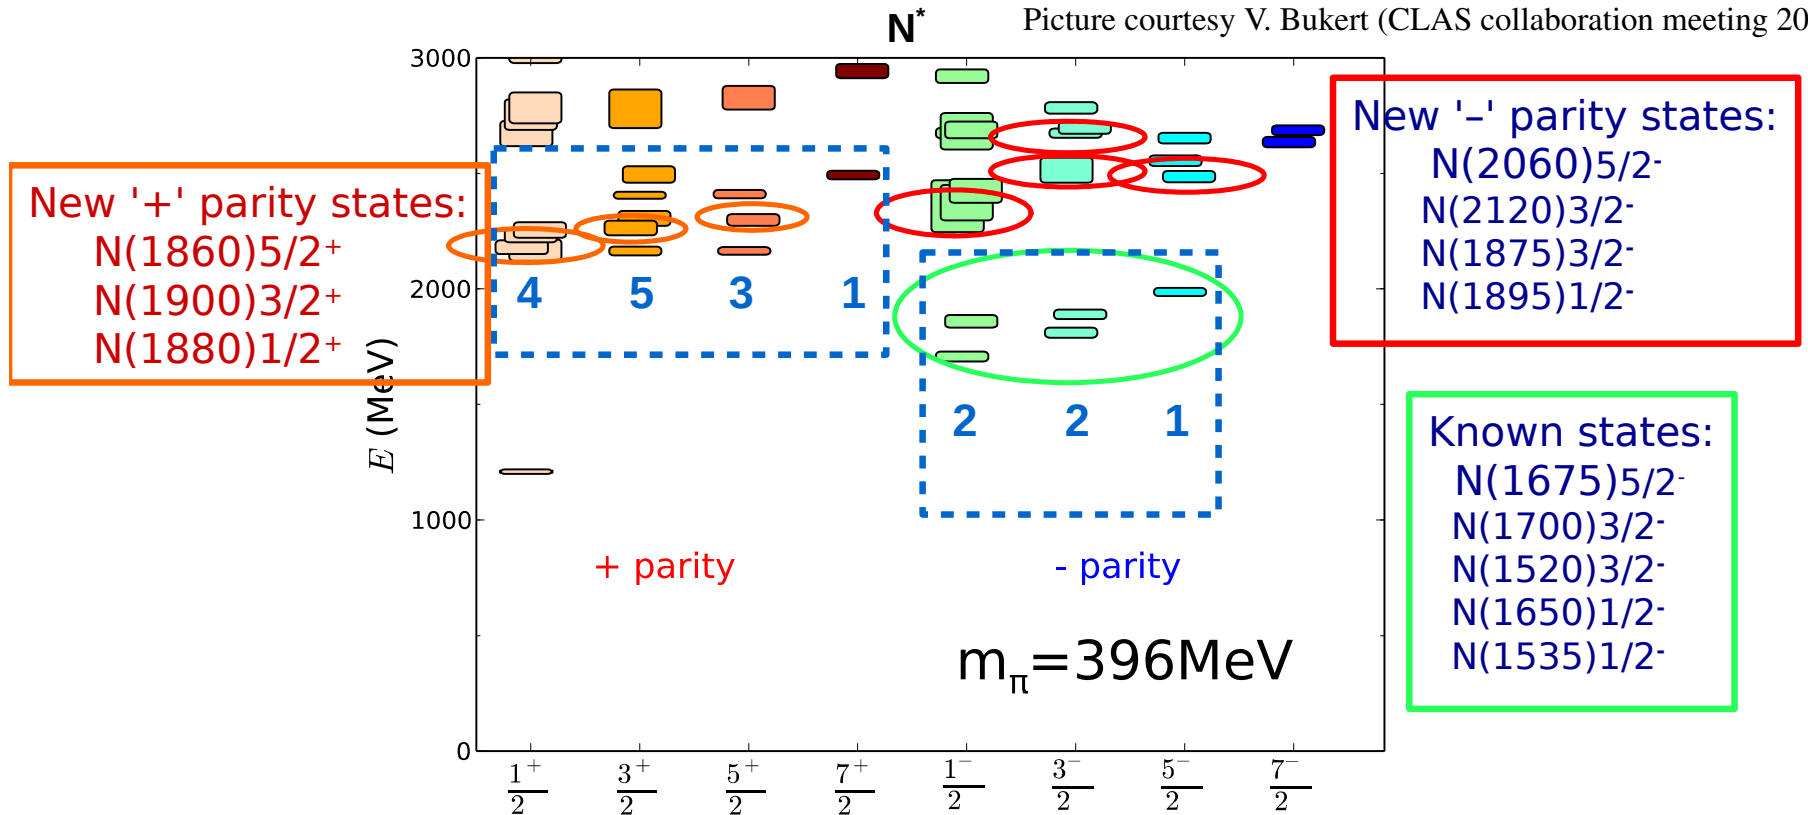 N*
Picture courtesy V. Bukert (CLAS collaboration meeting 20
3000
2000
1000
0
E (MeV)
New '+' parity states:
N(1860)5/2⁺
N(1900)3/2⁺
N(1880)1/2⁺
4 5 3 1
2 2 1
+ parity
- parity
mπ=396MeV
1/2⁺ 3/2⁺ 5/2⁺ 7/2⁺ 1/2⁻ 3/2⁻ 5/2⁻ 7/2⁻
New '–' parity states:
N(2060)5/2⁻
N(2120)3/2⁻
N(1875)3/2⁻
N(1895)1/2⁻
Known states:
N(1675)5/2⁻
N(1700)3/2⁻
N(1520)3/2⁻
N(1650)1/2⁻
N(1535)1/2⁻